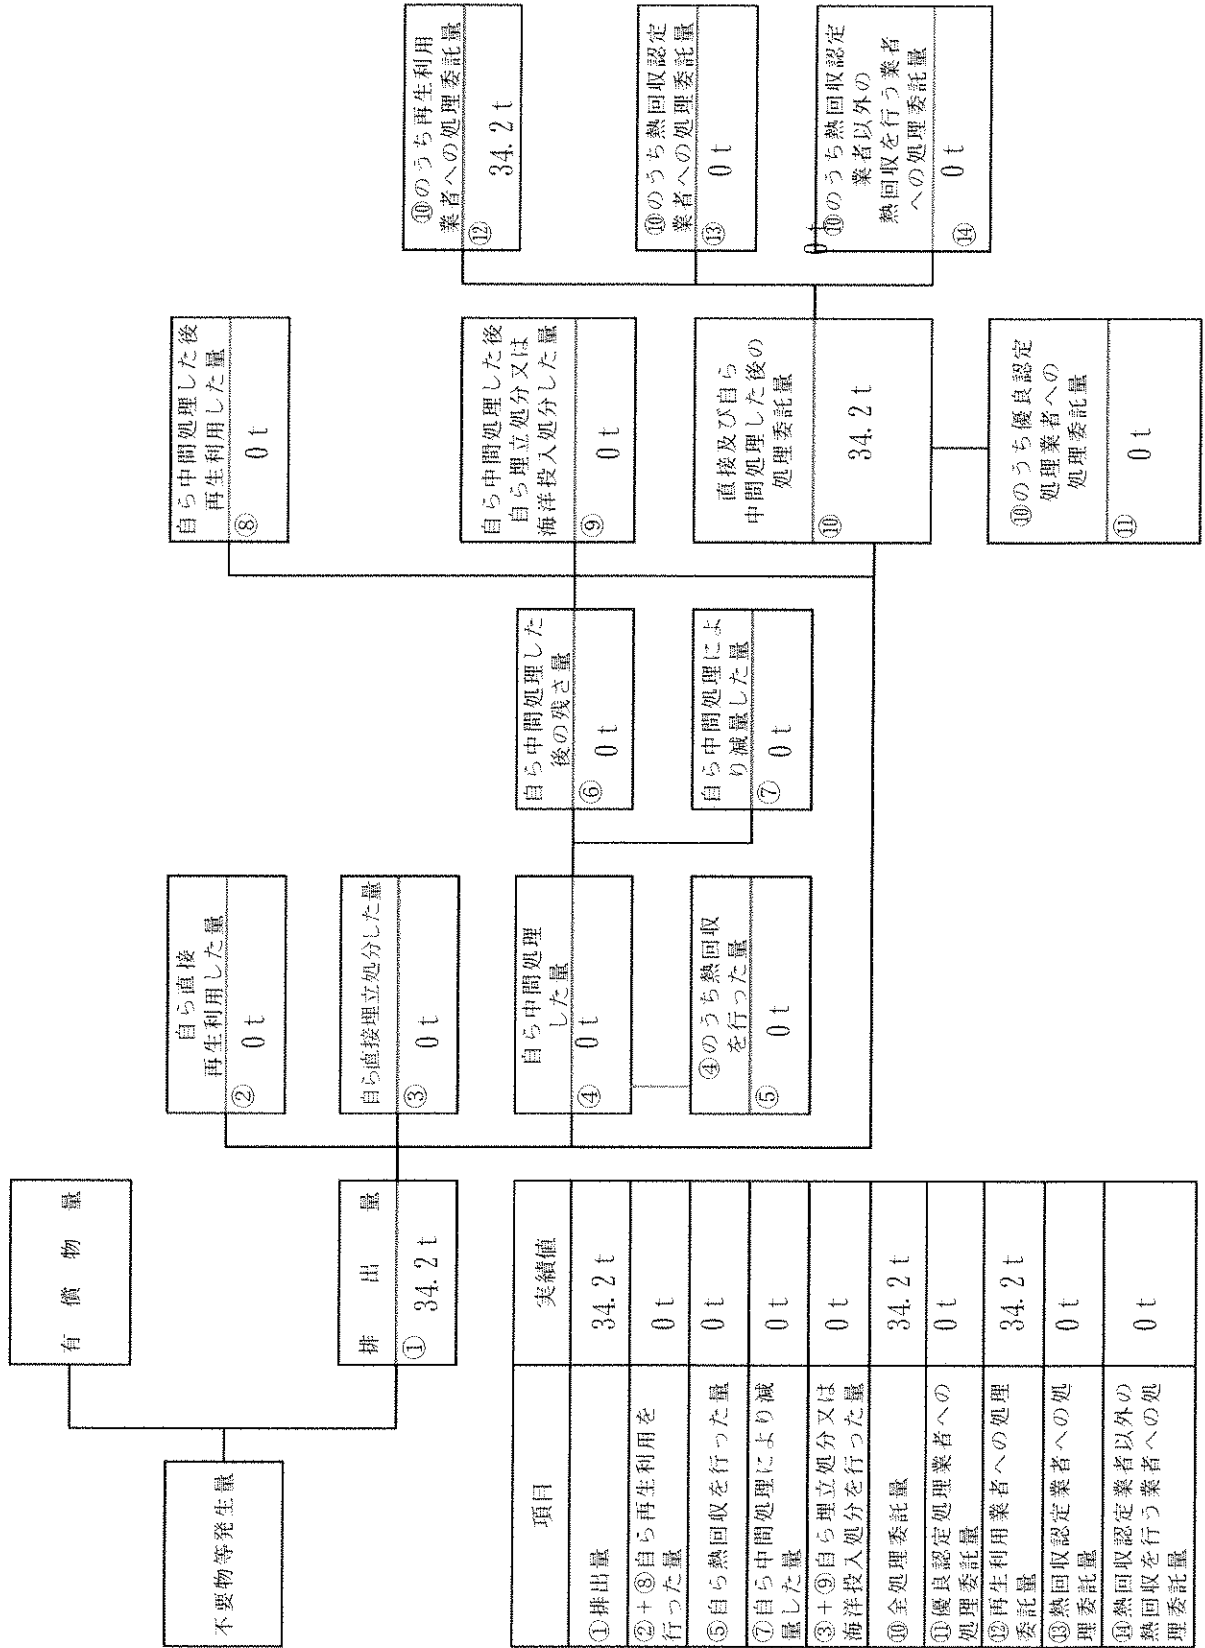 有償物量
不要物等発生量
排出量
① 34.2 t
自ら直接
再生利用した量
② 0 t
自ら直接埋立処分した量
③ 0 t
自ら中間処理
した量
④ 0 t
④のうち熱回収
を行った量
⑤ 0 t
自ら中間処理した
後の残さ量
⑥ 0 t
自ら中間処理によ
り減量した量
⑦ 0 t
自ら中間処理した後
再生利用した量
⑧ 0 t
自ら中間処理した後
自ら埋立処分又は
海洋投入処分した量
⑨ 0 t
直接及び自ら
中間処理した後の
処理委託量
⑩ 34.2 t
⑩のうち優良認定
処理業者への
処理委託量
⑪ 0 t
⑩のうち再生利用
業者への処理委託量
⑫ 34.2 t
⑩のうち熱回収認定
業者への処理委託量
⑬ 0 t
0 t
⑩のうち熱回収認定
業者以外の
熱回収を行う業者
への処理委託量
⑭ 0 t
項目 実績値
①排出量 34.2 t
②+⑧自ら再生利用を
行った量 0 t
⑤自ら熱回収を行った量 0 t
⑦自ら中間処理により減
量した量 0 t
③+⑨自ら埋立処分又は
海洋投入処分を行った量 0 t
⑩全処理委託量 34.2 t
⑪優良認定処理業者への
処理委託量 0 t
⑫再生利用業者への処理
委託量 34.2 t
⑬熱回収認定業者への処
理委託量 0 t
⑭熱回収認定業者以外の
熱回収を行う業者への処
理委託量 0 t